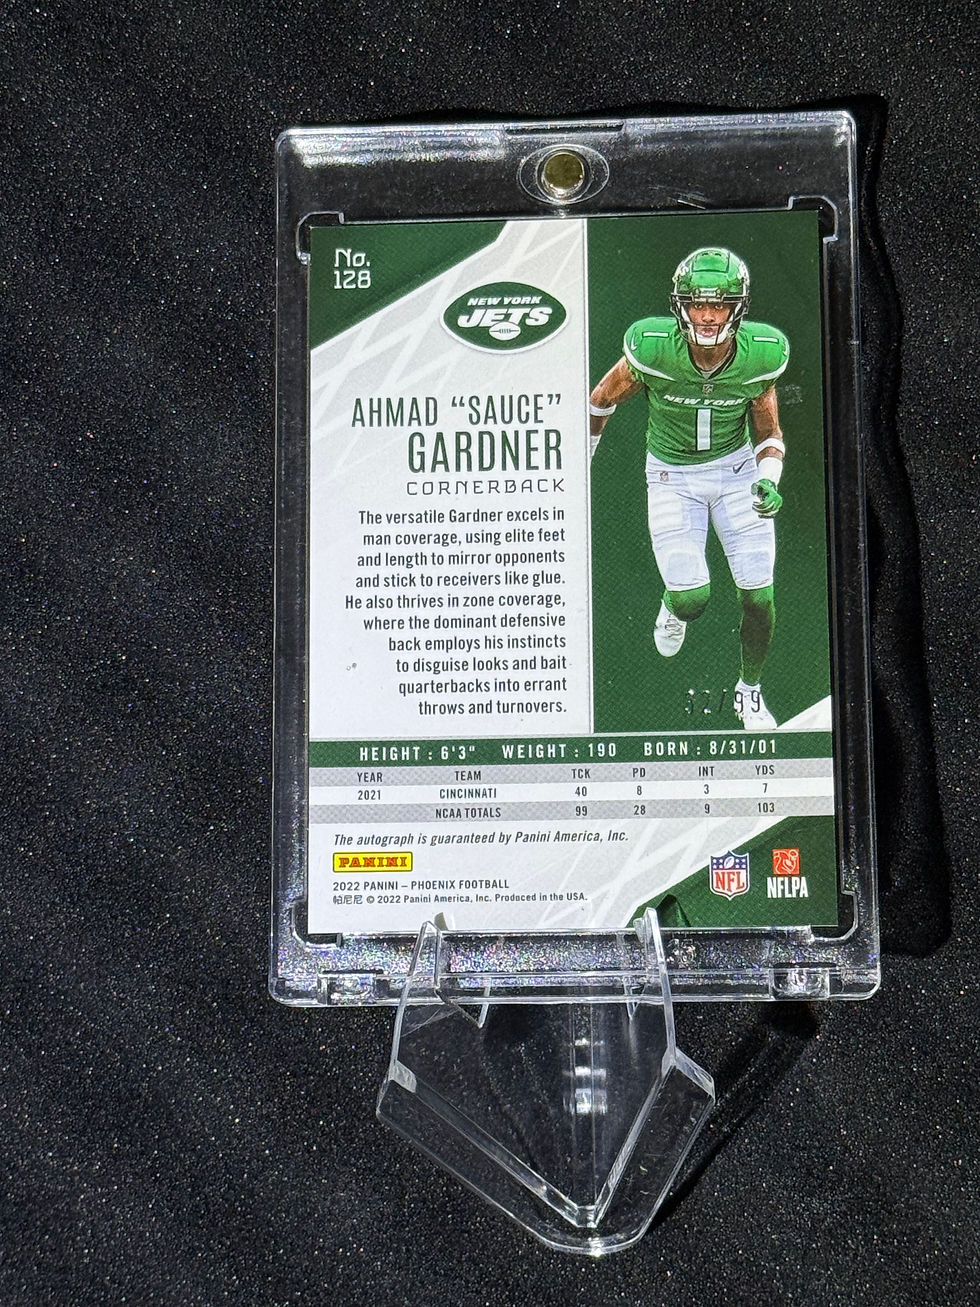 No.
128
NEW YORK
JETS
AHMAD “SAUCE”
GARDNER
CORNERBACK
The versatile Gardner excels in
man coverage, using elite feet
and length to mirror opponents
and stick to receivers like glue.
He also thrives in zone coverage,
where the dominant defensive
back employs his instincts
to disguise looks and bait
quarterbacks into errant
throws and turnovers.
1
1
NEW YORK
1
/99
HEIGHT : 6'3" WEIGHT : 190 BORN : 8/31/01
YEAR TEAM TCK PD INT YDS
2021 CINCINNATI 40 8 3 7
NCAA TOTALS 99 28 9 103
The autograph is guaranteed by Panini America, Inc.
PANINI
2022 PANINI – PHOENIX FOOTBALL
帕尼尼 © 2022 Panini America, Inc. Produced in the USA.
NFL
NFLPA